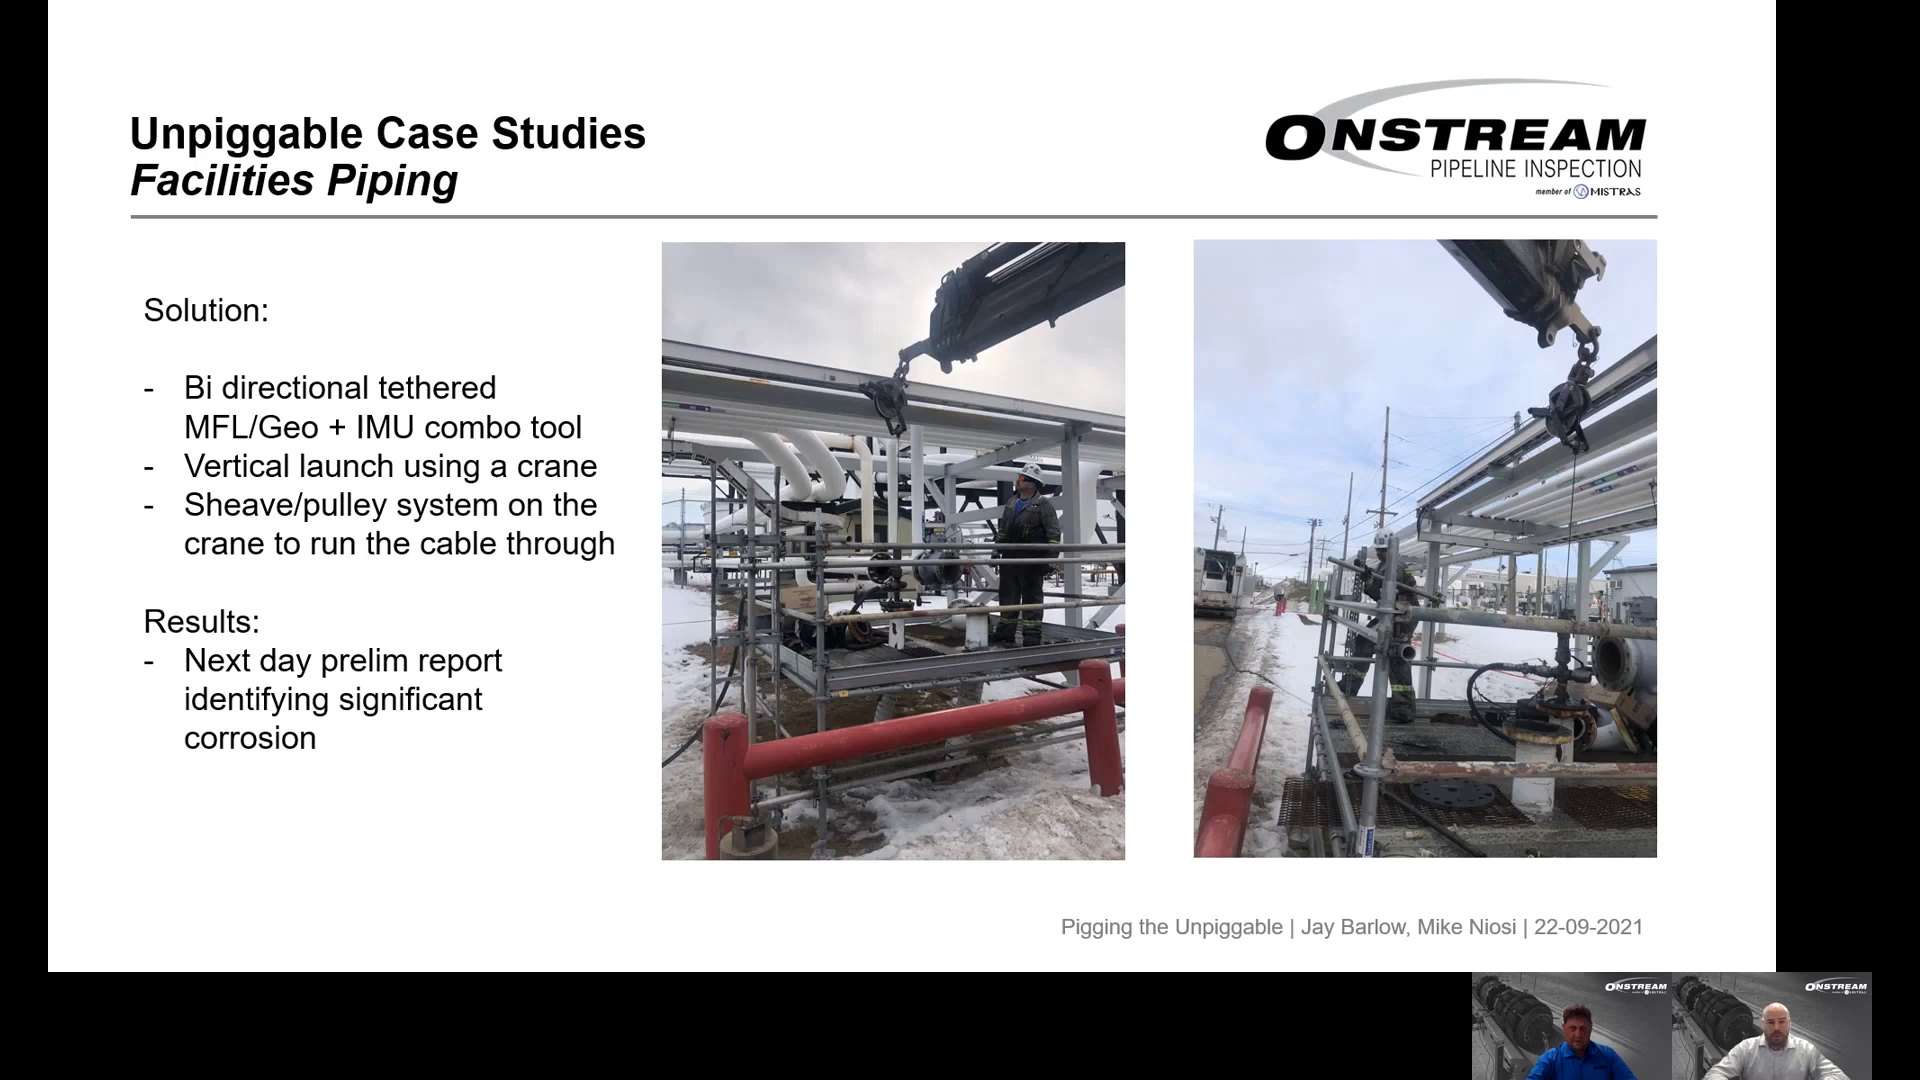 Unpiggable Case Studies
Facilities Piping
ONSTREAM
PIPELINE INSPECTION
member of MISTRAS
Solution:
- Bi directional tethered
MFL/Geo + IMU combo tool
- Vertical launch using a crane
- Sheave/pulley system on the
crane to run the cable through
Results:
- Next day prelim report
identifying significant
corrosion
Pigging the Unpiggable | Jay Barlow, Mike Niosi | 22-09-2021
ONSTREAM
ONSTREAM